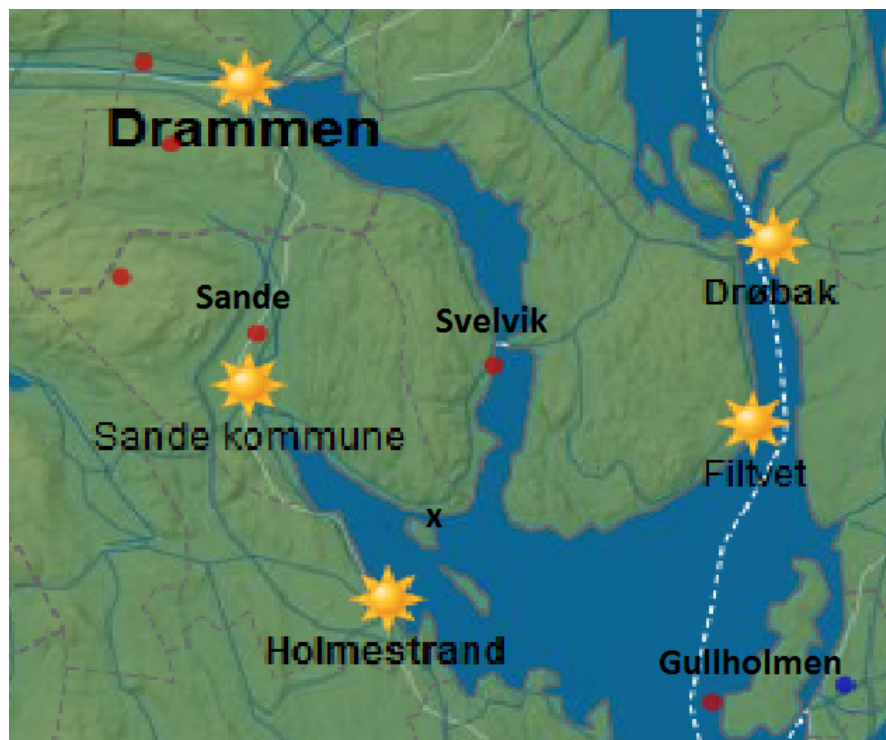 Drammen
Drøbak
Sande
Svelvik
Sande kommune
Filtvet
x
Holmestrand
Gullholmen